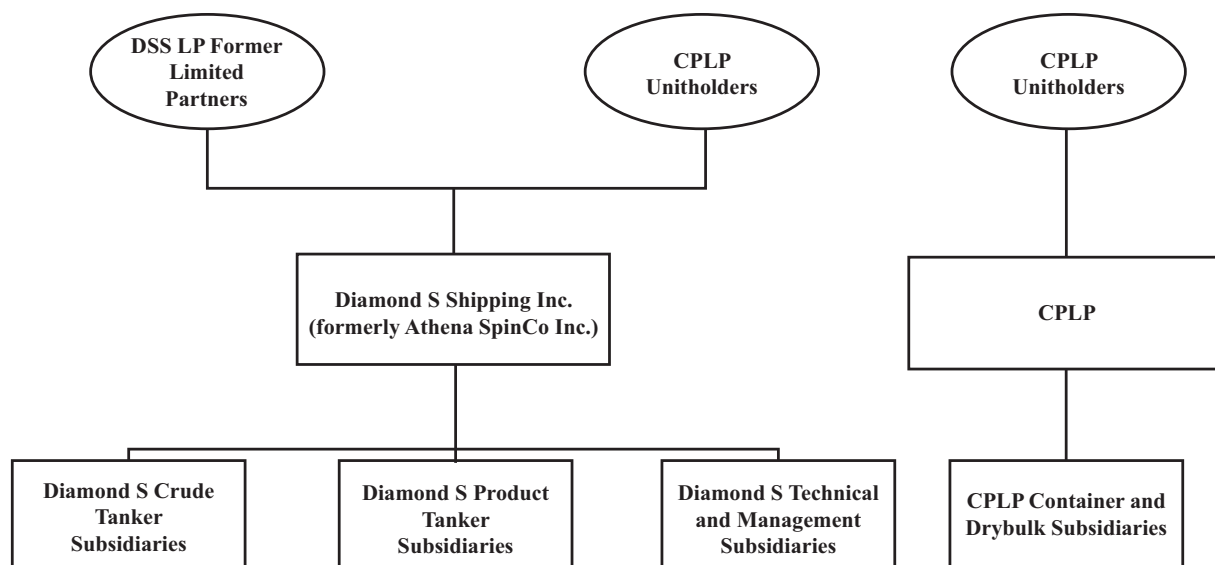 DSS LP Former
Limited
Partners
CPLP
Unitholders
CPLP
Unitholders
Diamond S Shipping Inc.
(formerly Athena SpinCo Inc.)
CPLP
Diamond S Crude
Tanker
Subsidiaries
Diamond S Product
Tanker
Subsidiaries
Diamond S Technical
and Management
Subsidiaries
CPLP Container and
Drybulk Subsidiaries